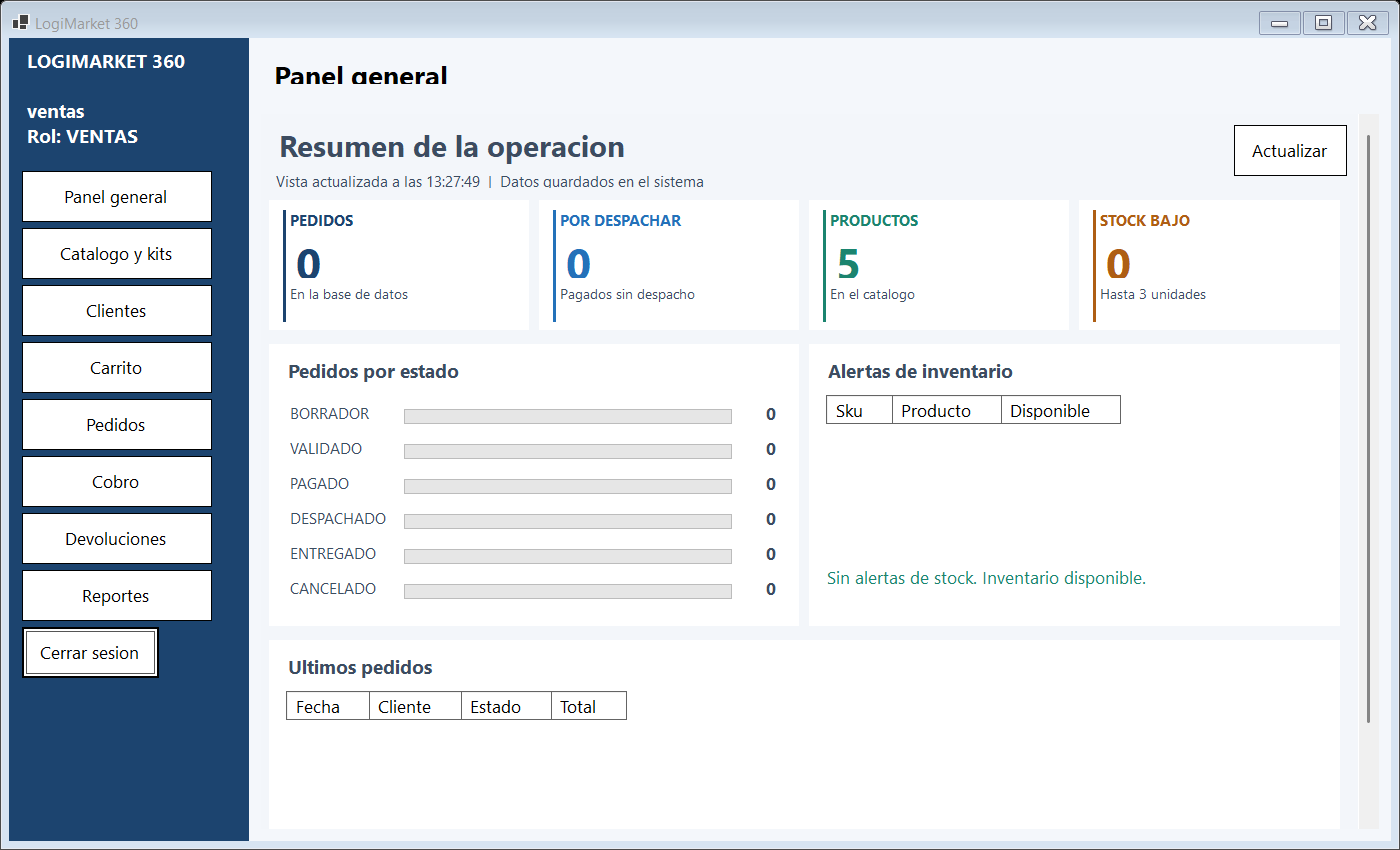 LogiMarket 360
LOGIMARKET 360
ventas
Rol: VENTAS
Panel general
Catalogo y kits
Clientes
Carrito
Pedidos
Cobro
Devoluciones
Reportes
Cerrar sesion
Panel general
Resumen de la operacion
Actualizar
Vista actualizada a las 13:27:49 | Datos guardados en el sistema
PEDIDOS
0
En la base de datos
POR DESPACHAR
0
Pagados sin despacho
PRODUCTOS
5
En el catalogo
STOCK BAJO
0
Hasta 3 unidades
Pedidos por estado
BORRADOR 0
VALIDADO 0
PAGADO 0
DESPACHADO 0
ENTREGADO 0
CANCELADO 0
Alertas de inventario
Sku Producto Disponible
Sin alertas de stock. Inventario disponible.
Ultimos pedidos
Fecha Cliente Estado Total